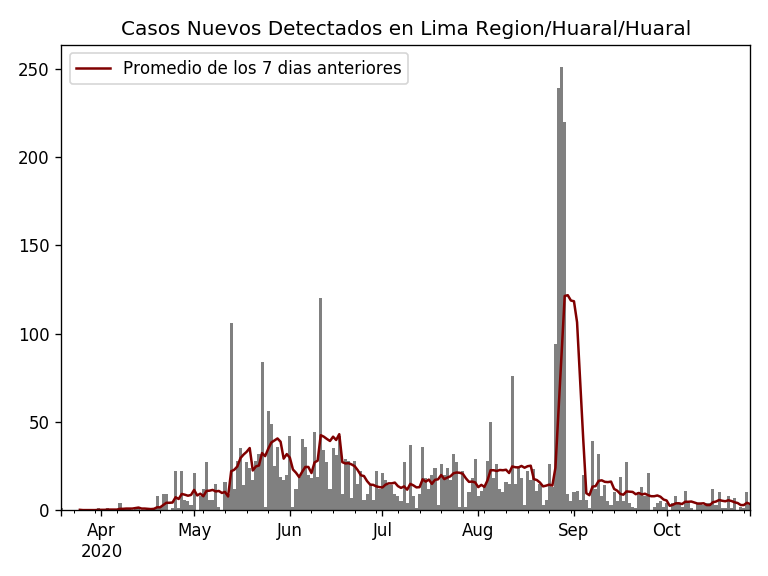 Casos Nuevos Detectados en Lima Region/Huaral/Huaral
Promedio de los 7 dias anteriores
250
200
150
100
50
0
Apr May Jun Jul Aug Sep Oct
2020